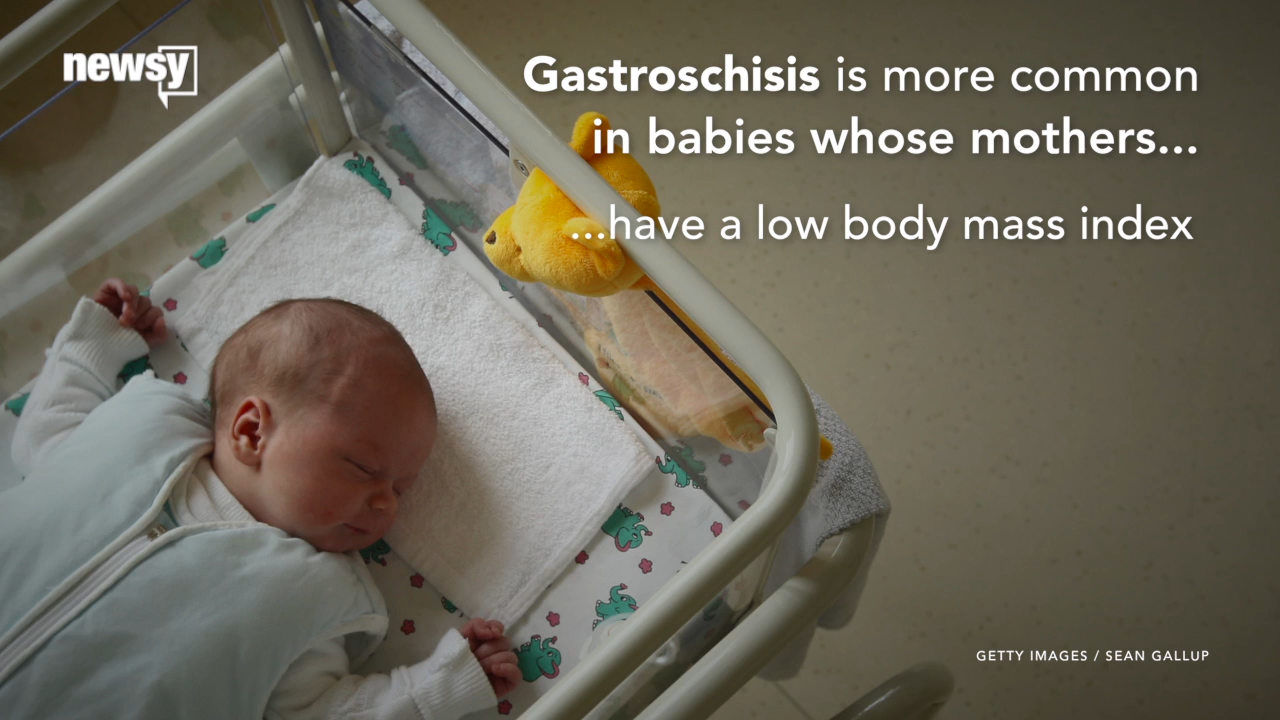 newsy
Gastroschisis is more common
in babies whose mothers...
...have a low body mass index
GETTY IMAGES / SEAN GALLUP